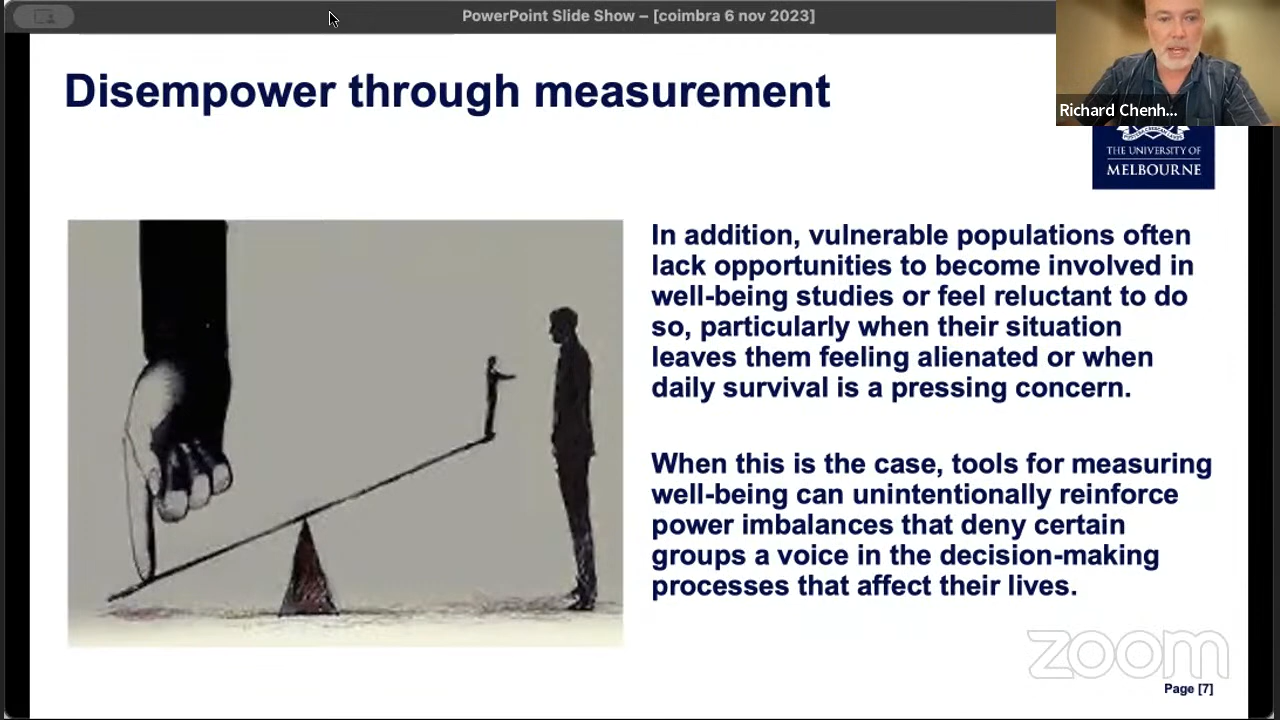 PowerPoint Slide Show – [coimbra 6 nov 2023]
Richard Chenh...
Disempower through measurement
THE UNIVERSITY OF
MELBOURNE
In addition, vulnerable populations often
lack opportunities to become involved in
well-being studies or feel reluctant to do
so, particularly when their situation
leaves them feeling alienated or when
daily survival is a pressing concern.
When this is the case, tools for measuring
well-being can unintentionally reinforce
power imbalances that deny certain
groups a voice in the decision-making
processes that affect their lives.
zoom
Page [7]